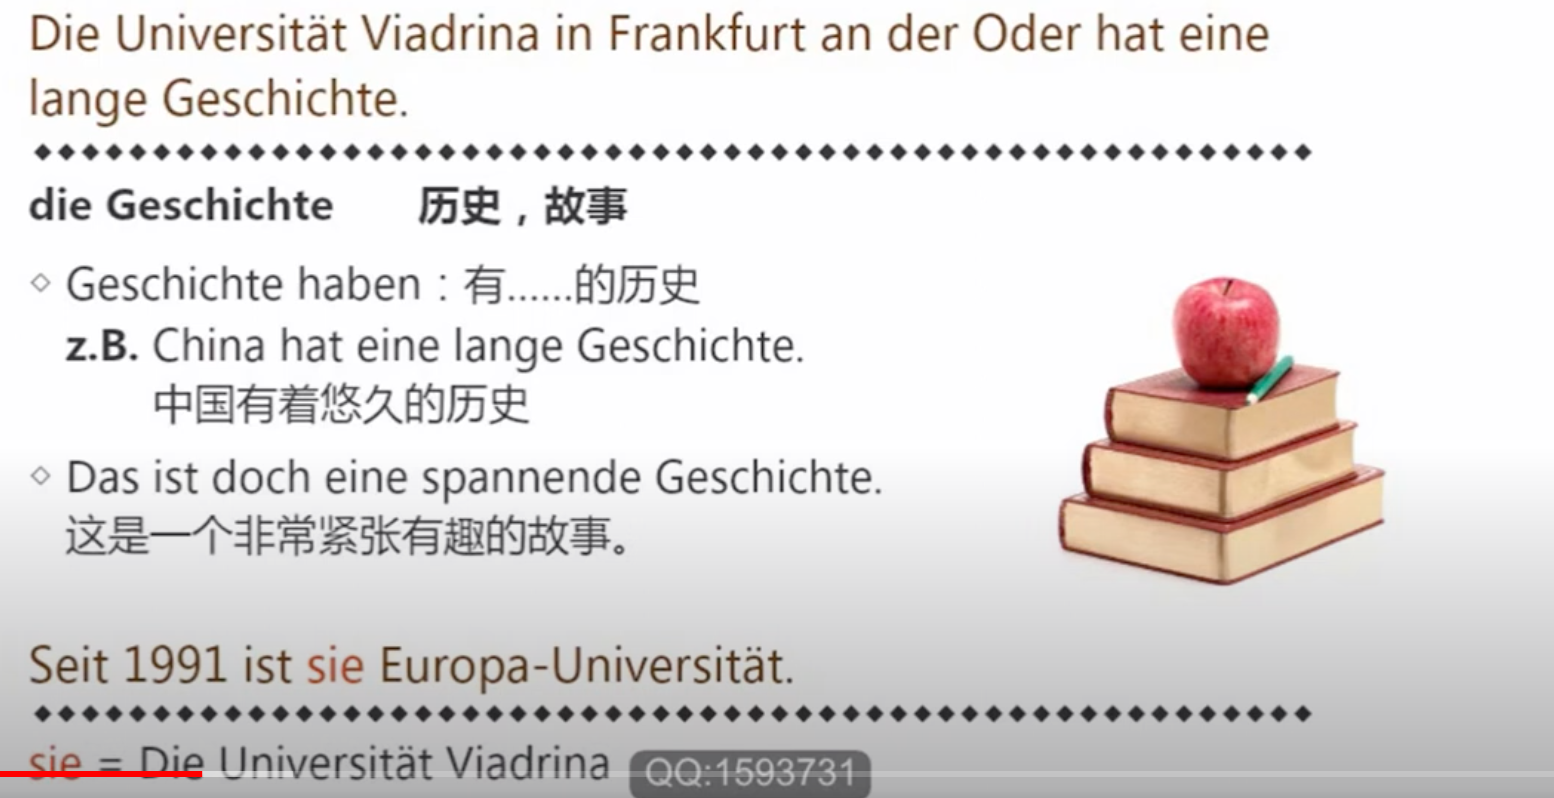 Die Universität Viadrina in Frankfurt an der Oder hat eine
lange Geschichte.
die Geschichte 历史，故事
Geschichte haben：有……的历史
z.B. China hat eine lange Geschichte.
中国有着悠久的历史
Das ist doch eine spannende Geschichte.
这是一个非常紧张有趣的故事。
Seit 1991 ist sie Europa-Universität.
sie = Die Universität Viadrina
QQ:1593731